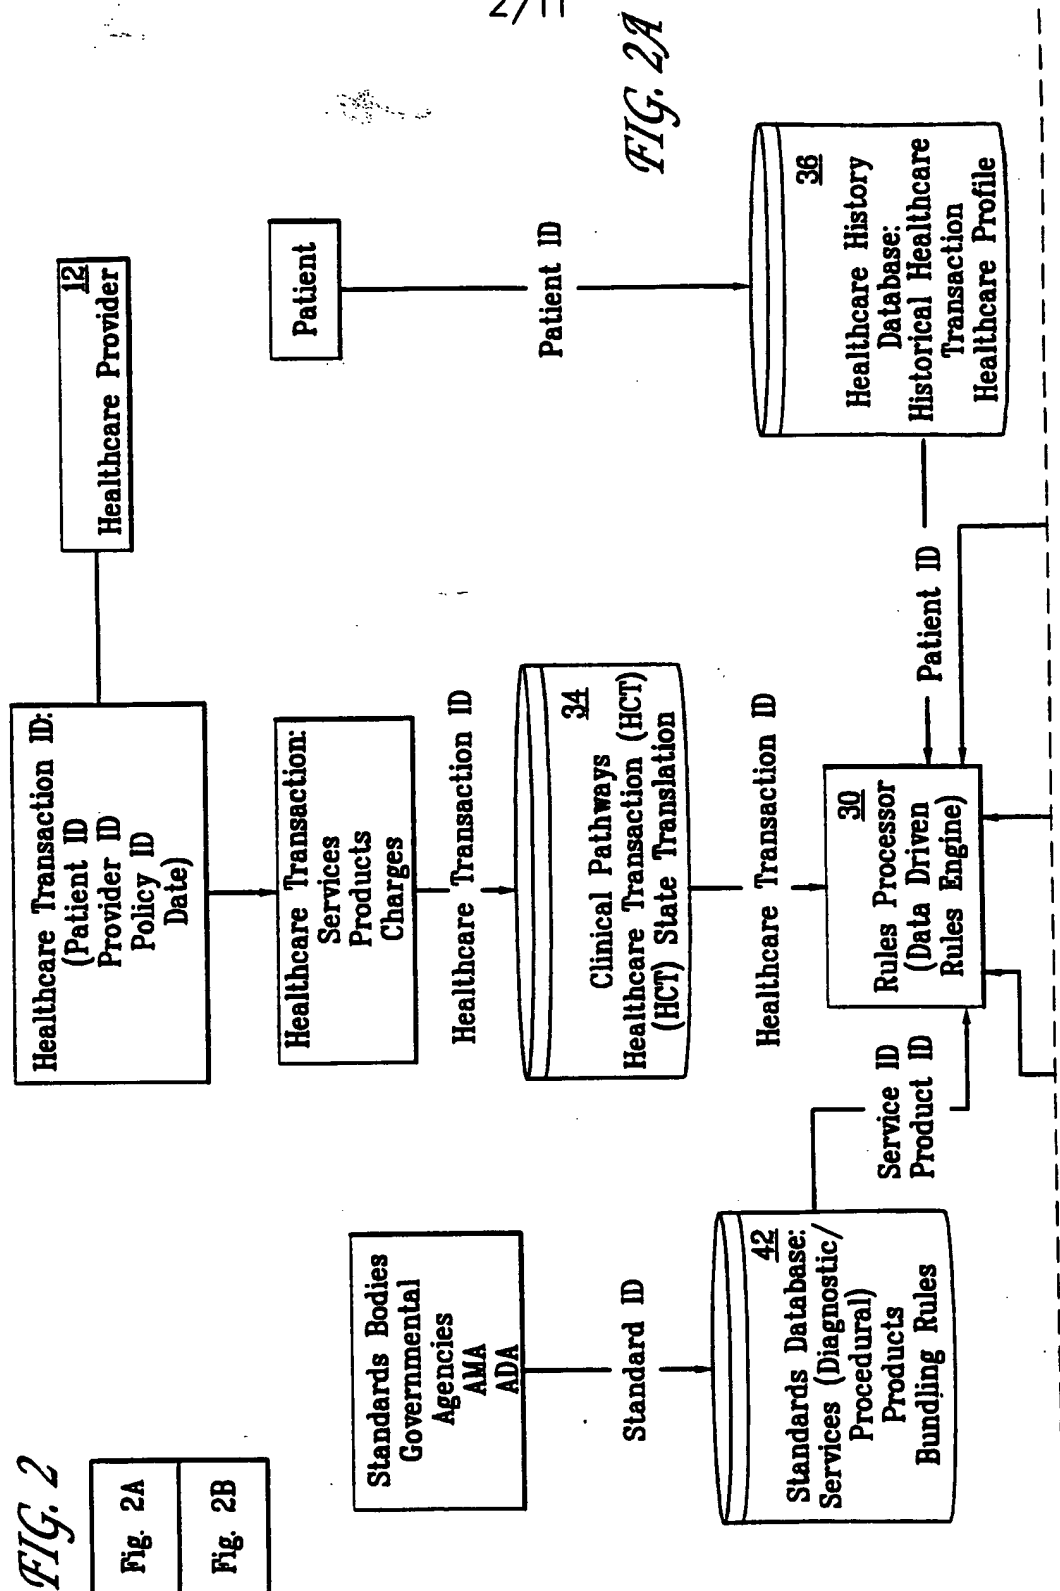 2/11
FIG. 2
Fig. 2A
Fig. 2B
FIG. 2A
Healthcare Transaction ID:
(Patient ID
Provider ID
Policy ID
Date)
12
Healthcare Provider
Healthcare Transaction:
Services
Products
Charges
Patient
Healthcare Transaction ID
Patient ID
Standards Bodies
Governmental
Agencies
AMA
ADA
34
Clinical Pathways
Healthcare Transaction (HCT)
(HCT) State Translation
Standard ID
Healthcare Transaction ID
36
Healthcare History
Database:
Historical Healthcare
Transaction
Healthcare Profile
42
Standards Database:
Services (Diagnostic/
Procedural)
Products
Bundling Rules
Service ID
Product ID
30
Rules Processor
(Data Driven
Rules Engine)
Patient ID